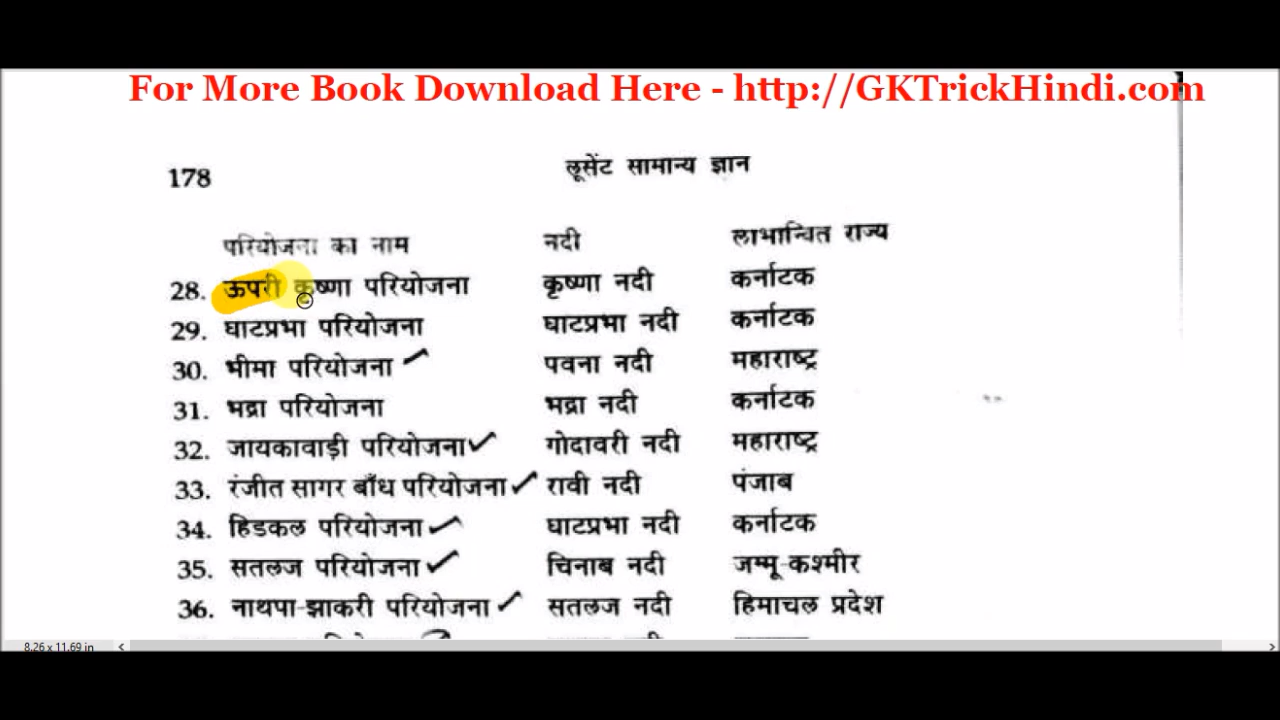 For More Book Download Here - http://GKTrickHindi.com
178 लूसेंट सामान्य ज्ञान
परियोजना का नाम नदी लाभान्वित राज्य
28. ऊपरी कृष्णा परियोजना कृष्णा नदी कर्नाटक
29. घाटप्रभा परियोजना घाटप्रभा नदी कर्नाटक
30. भीमा परियोजना पवना नदी महाराष्ट्र
31. भद्रा परियोजना भद्रा नदी कर्नाटक
32. जायकावाड़ी परियोजना गोदावरी नदी महाराष्ट्र
33. रंजीत सागर बाँध परियोजना रावी नदी पंजाब
34. हिडकल परियोजना घाटप्रभा नदी कर्नाटक
35. सतलज परियोजना चिनाब नदी जम्मू-कश्मीर
36. नाथपा-झाकरी परियोजना सतलज नदी हिमाचल प्रदेश
8.26 x 11.69 in